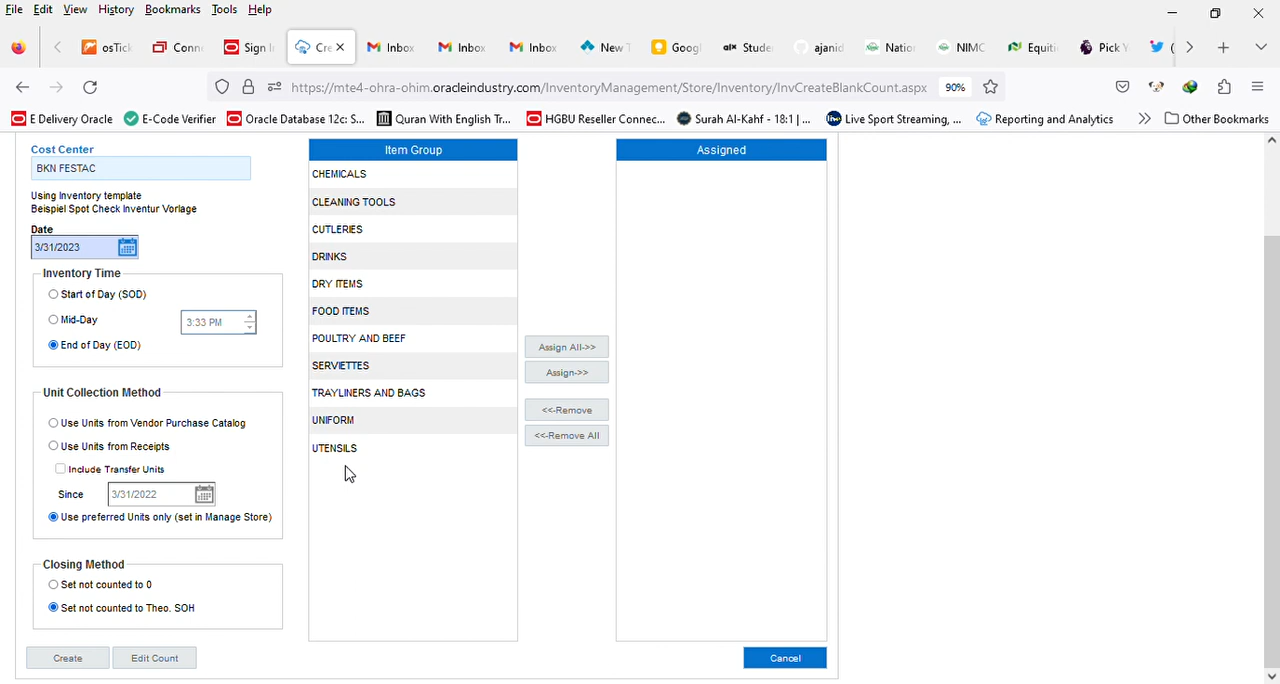 File Edit View History Bookmarks Tools Help
osTick Conn Sign I Cre Inbox Inbox Inbox New T Googl Stude ajanid Natio NIMC Equiti Pick Y
https://mte4-ohra-ohim.oracleindustry.com/InventoryManagement/Store/Inventory/InvCreateBlankCount.aspx 90%
E Delivery Oracle E-Code Verifier Oracle Database 12c: S... Quran With English Tr... HGBU Reseller Connec... Surah Al-Kahf - 18:1 | ... Live Sport Streaming, ... Reporting and Analytics Other Bookmarks
Cost Center
BKN FESTAC
Using Inventory template
Beispiel Spot Check Inventur Vorlage
Date
3/31/2023
Inventory Time
Start of Day (SOD)
Mid-Day 3:33 PM
End of Day (EOD)
Unit Collection Method
Use Units from Vendor Purchase Catalog
Use Units from Receipts
Include Transfer Units
Since 3/31/2022
Use preferred Units only (set in Manage Store)
Closing Method
Set not counted to 0
Set not counted to Theo. SOH
Create Edit Count
Item Group
CHEMICALS
CLEANING TOOLS
CUTLERIES
DRINKS
DRY ITEMS
FOOD ITEMS
POULTRY AND BEEF
SERVIETTES
TRAYLINERS AND BAGS
UNIFORM
UTENSILS
Assign All->>
Assign->>
<<-Remove
<<-Remove All
Assigned
Cancel